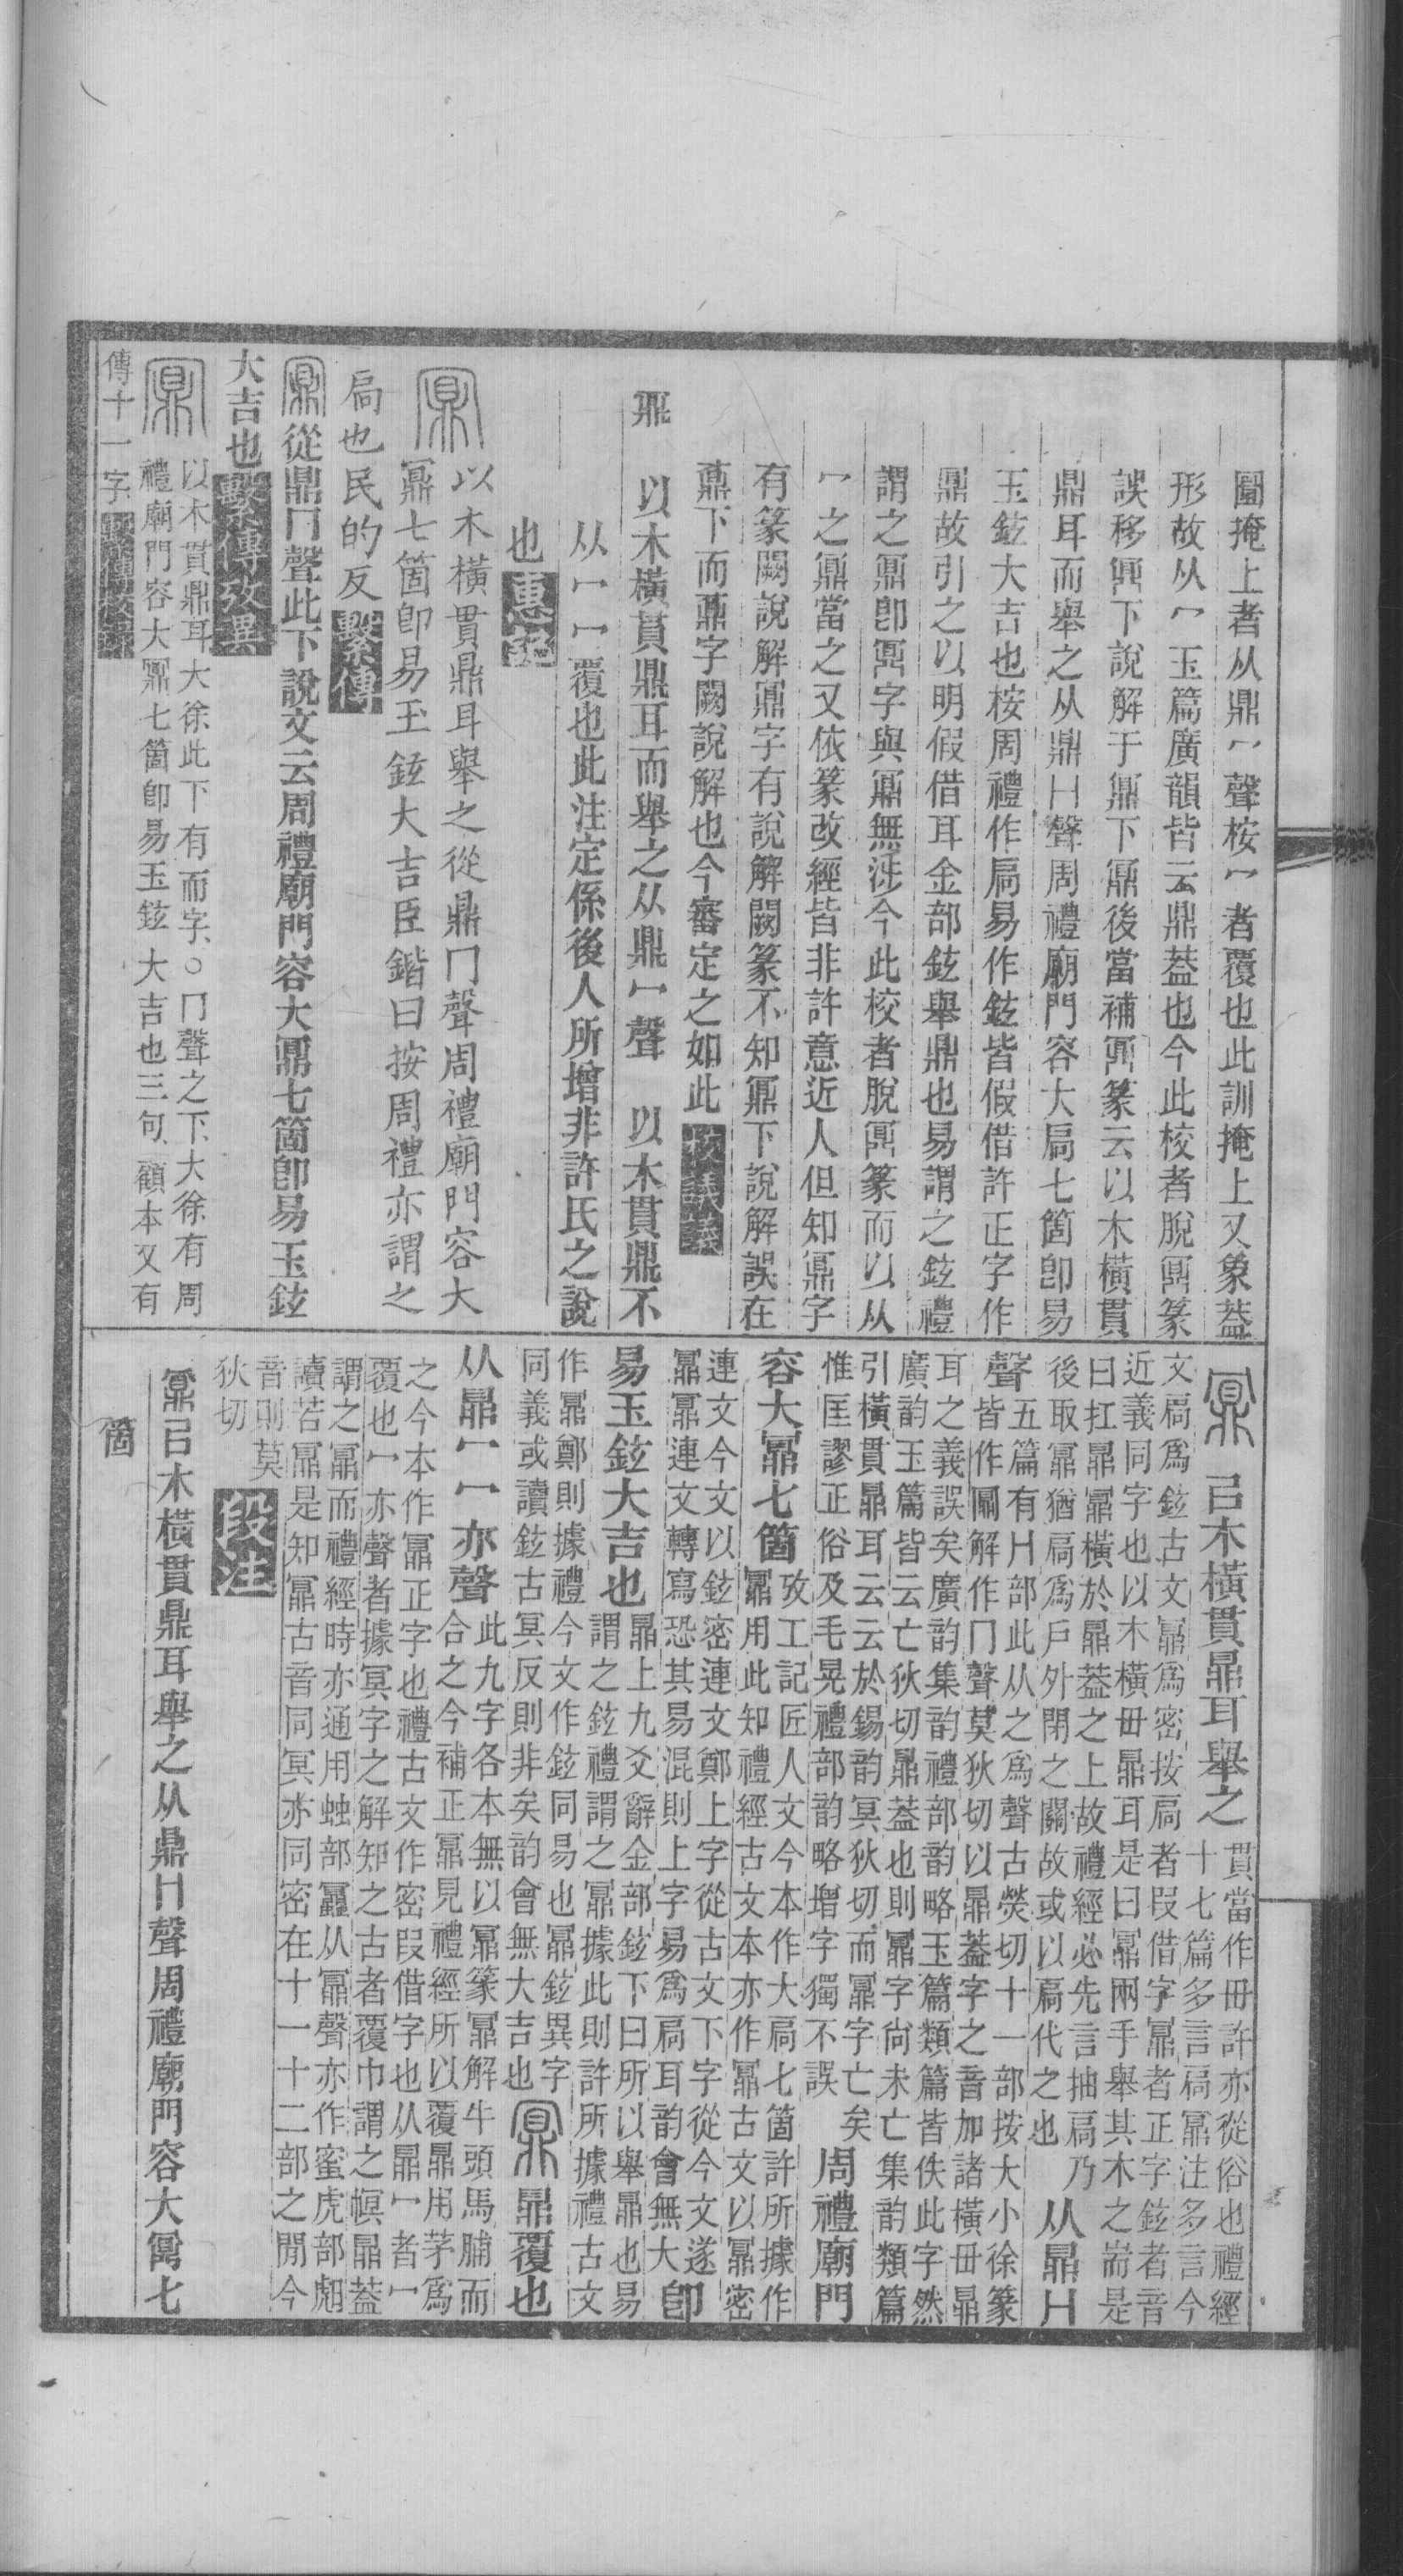 圖掩上者从鼎冖聲桉冖者覆也此訓掩上又象葢
形故从冖玉篇廣韻皆云鼎葢也今此校者脫鼏篆
誤移鼏下說解于鼏下鼏後當補鼏篆云以木橫貫
鼎耳而舉之从鼎H聲周禮廟門容大扃七箇卽易
玉鉉大吉也桉周禮作扃易作鉉皆假借許正字作
鼎故引之以明假借耳金部鉉舉鼎也易謂之鉉禮
謂之鼏卽鼏字與鼏無涉今此校者脫鼏篆而以从
冖之鼏當之又依篆改經皆非許意近人但知鼏字
有篆闕說解鼏字有說解闕篆不知鼏下說解誤在
鼒下而鼏字闕說解也今審定之如此
鼏　以木橫貫鼎耳而舉之从鼎冖聲　以木貫鼎不
从冖冖覆也此注定係後人所增非許氏之說
也惠記
鼏以木橫貫鼎耳舉之從鼎冂聲周禮廟門容大
鼏七箇卽易玉鉉大吉臣鍇曰按周禮亦謂之
扃也民的反繫傳
鼏從鼎冂聲此下說文云周禮廟門容大鼏七箇卽易玉鉉
大吉也繫傳攷異
鼏以木貫鼎耳大徐此下有而字○冂聲之下大徐有周
禮廟門容大鼏七箇卽易玉鉉大吉也三句顧本又有
傳十一字
鼏㠯木橫貫鼎耳舉之貫當作毌許亦從俗也禮經
十七篇多言扃鼏注多言今
文扃爲鉉古文鼏爲密按扃者叚借字鼏者正字鉉者音
近義同字也以木橫毌鼎耳是曰鼏兩手舉其木之耑是
曰扛鼎鼏橫於鼎葢之上故禮經必先言抽扃乃
後取鼏猶扃爲戶外閉之關故或以扃代之也从鼎H
聲五篇有H部此从之爲聲古熒切十一部按大小徐篆
皆作鼏解作冂聲莫狄切以鼎葢字之音加諸橫毌鼎
耳之義誤矣廣韵集韵禮部韵略玉篇類篇皆佚此字然
廣韵玉篇皆云亡狄切鼎葢也則鼏字尙未亡集韵類篇
引橫貫鼎耳云云於錫韵冥狄切而鼏字亡矣
惟匡謬正俗及毛晃禮部韵略增字獨不誤周禮廟門
容大鼏七箇攷工記匠人文今本作大扃七箇許所據作
鼏用此知禮經古文本亦作鼏古文以鼏密
連文今文以鉉密連文鄭上字從古文下字從今文遂
鼏鼏連文轉寫恐其易混則上字易爲扃耳韵會無大卽
易玉鉉大吉也鼎上九爻辭金部鉉下曰所以舉鼎也易
謂之鉉禮謂之鼏據此則許所據禮古文
作鼏鄭則據禮今文作鉉同易也鼏鉉異字
同義或讀鉉古冥反則非矣韵會無大吉也鼏鼎覆也
从鼎冖冖亦聲此九字各本無以鼏篆鼏解牛頭馬脯而
合之今補正鼏見禮經所以覆鼎用茅爲
之今本作鼏正字也禮古文作密叚借字也从鼎冖者冖
覆也冖亦聲者據冥字之解知之古者覆巾謂之幎鼎葢
謂之鼏而禮經時亦通用䖵部䘇从鼏聲亦作蜜虎部䖑
讀若鼏是知鼏古音同冥亦同密在十一十二部之閒今
音則莫
狄切段注
鼏㠯木橫貫鼎耳舉之从鼎H聲周禮廟門容大鼏七
箇